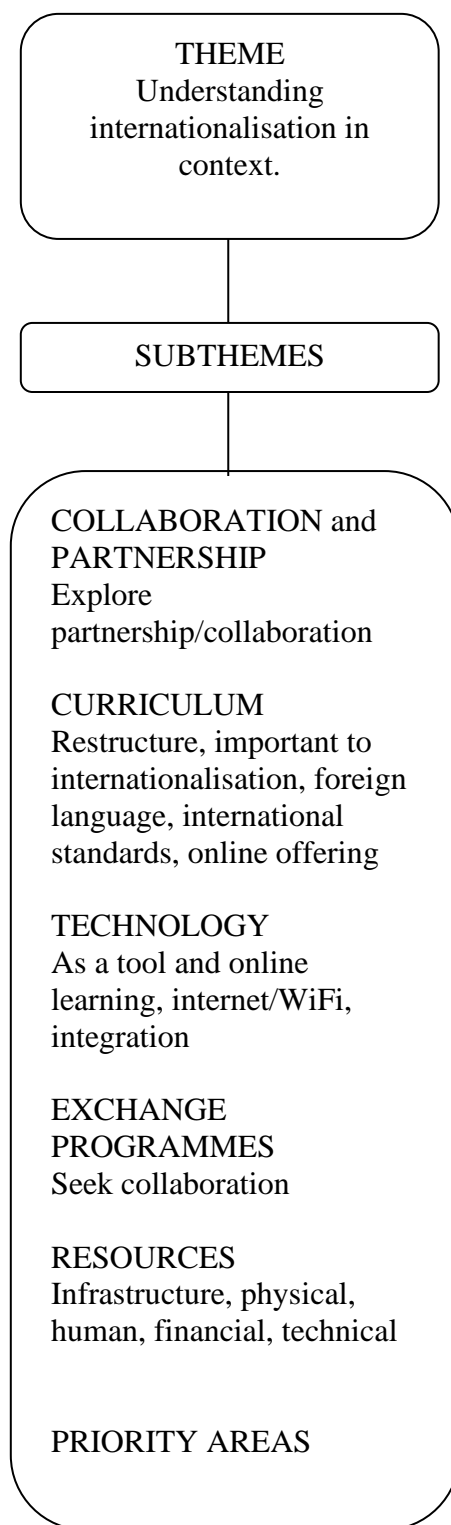 THEME
Understanding
internationalisation in
context.
SUBTHEMES
COLLABORATION and
PARTNERSHIP
Explore
partnership/collaboration
CURRICULUM
Restructure, important to
internationalisation, foreign
language, international
standards, online offering
TECHNOLOGY
As a tool and online
learning, internet/WiFi,
integration
EXCHANGE
PROGRAMMES
Seek collaboration
RESOURCES
Infrastructure, physical,
human, financial, technical
PRIORITY AREAS